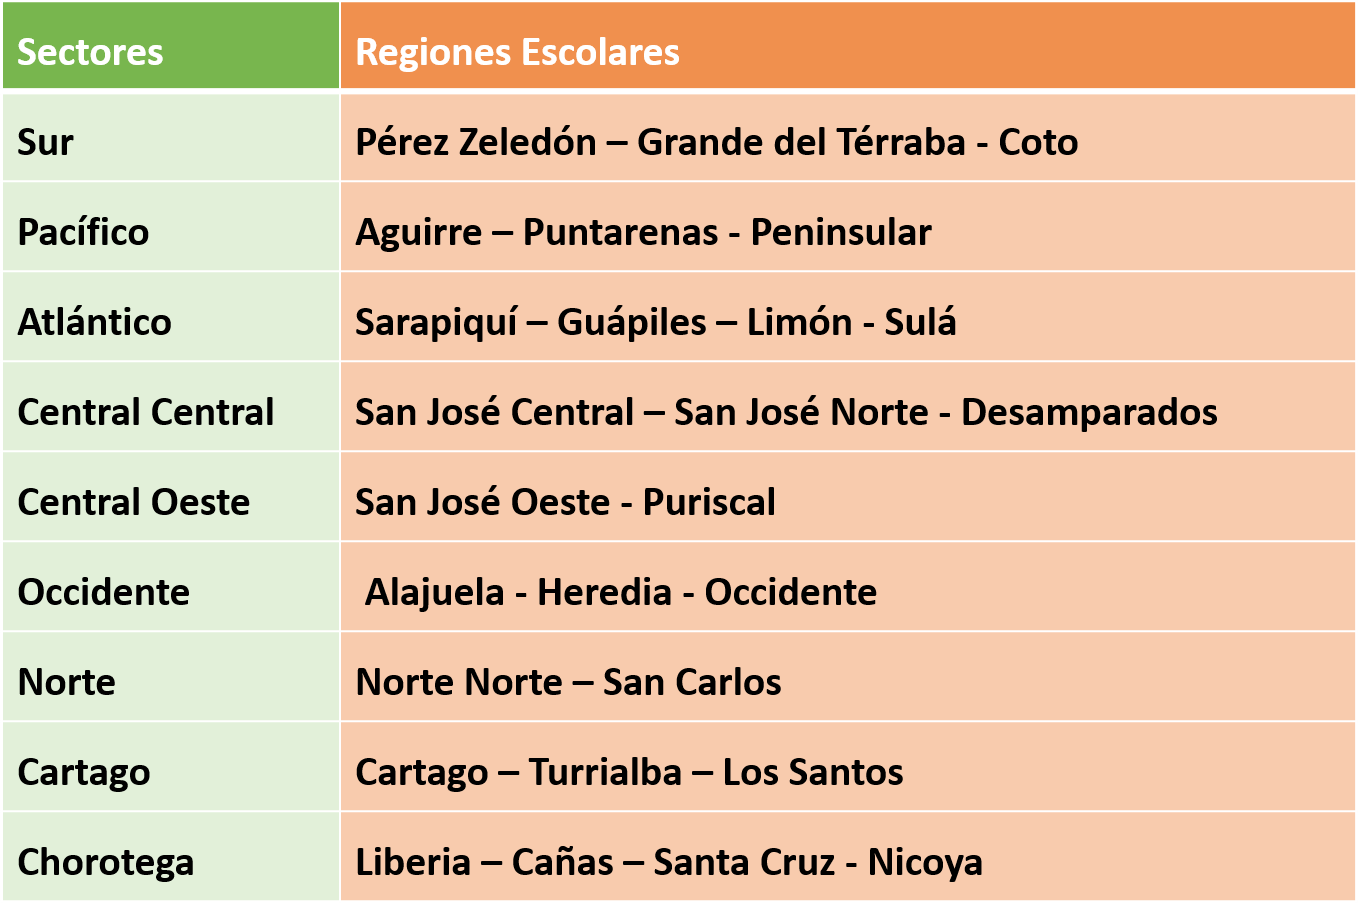 Sectores Regiones Escolares
Sur Pérez Zeledón – Grande del Térraba - Coto
Pacífico Aguirre – Puntarenas - Peninsular
Atlántico Sarapiquí – Guápiles – Limón - Sulá
Central Central San José Central – San José Norte - Desamparados
Central Oeste San José Oeste - Puriscal
Occidente Alajuela - Heredia - Occidente
Norte Norte Norte – San Carlos
Cartago Cartago – Turrialba – Los Santos
Chorotega Liberia – Cañas – Santa Cruz - Nicoya